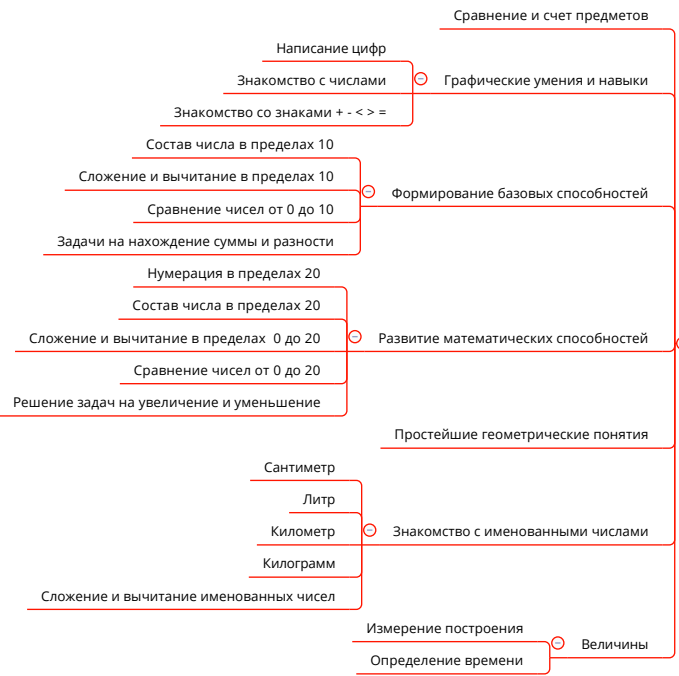 Сравнение и счет предметов
Написание цифр
Знакомство с числами
Графические умения и навыки
Знакомство со знаками + - < > =
Состав числа в пределах 10
Сложение и вычитание в пределах 10
Формирование базовых способностей
Сравнение чисел от 0 до 10
Задачи на нахождение суммы и разности
Нумерация в пределах 20
Состав числа в пределах 20
Сложение и вычитание в пределах 0 до 20
Развитие математических способностей
Сравнение чисел от 0 до 20
Решение задач на увеличение и уменьшение
Простейшие геометрические понятия
Сантиметр
Литр
Километр
Знакомство с именованными числами
Килограмм
Сложение и вычитание именованных чисел
Измерение построения
Величины
Определение времени